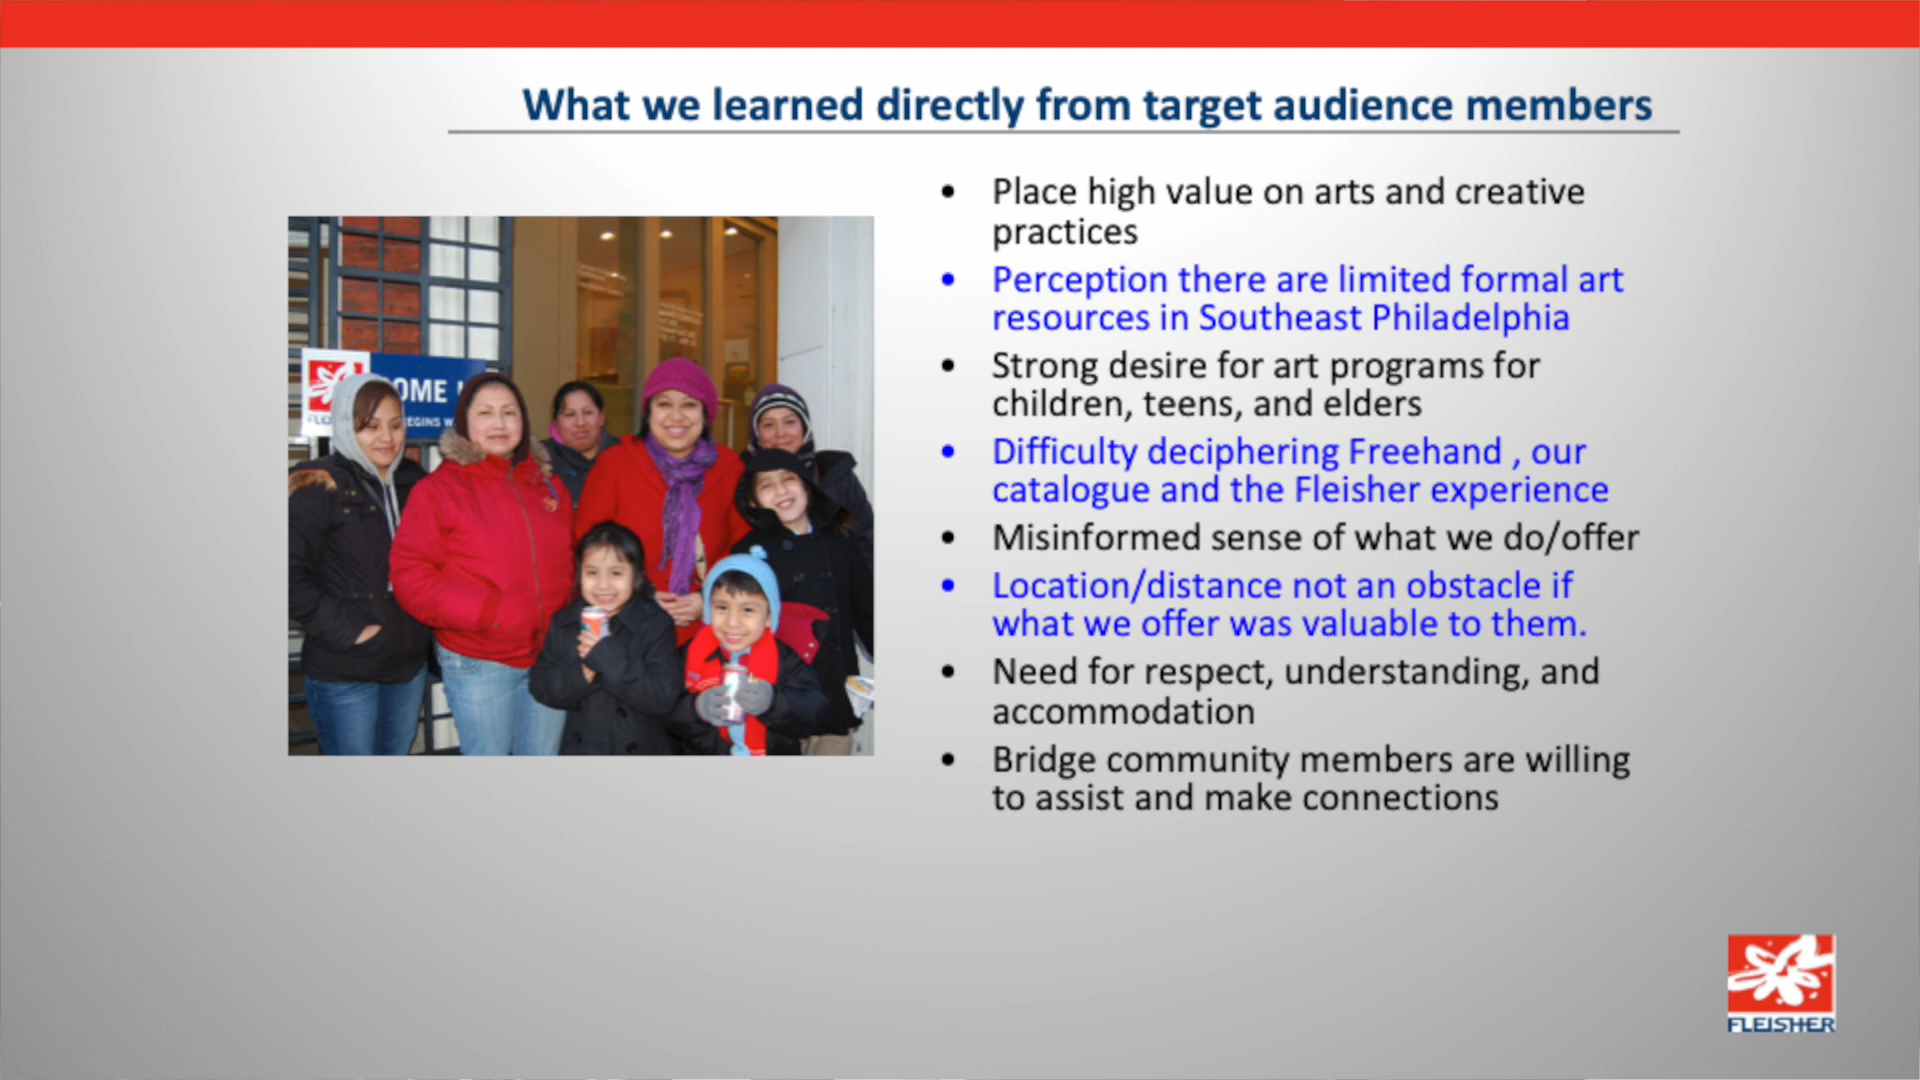 What we learned directly from target audience members
• Place high value on arts and creative
practices
• Perception there are limited formal art
resources in Southeast Philadelphia
• Strong desire for art programs for
children, teens, and elders
• Difficulty deciphering Freehand , our
catalogue and the Fleisher experience
• Misinformed sense of what we do/offer
• Location/distance not an obstacle if
what we offer was valuable to them.
• Need for respect, understanding, and
accommodation
• Bridge community members are willing
to assist and make connections
OME
EGINS W
FLEISHER